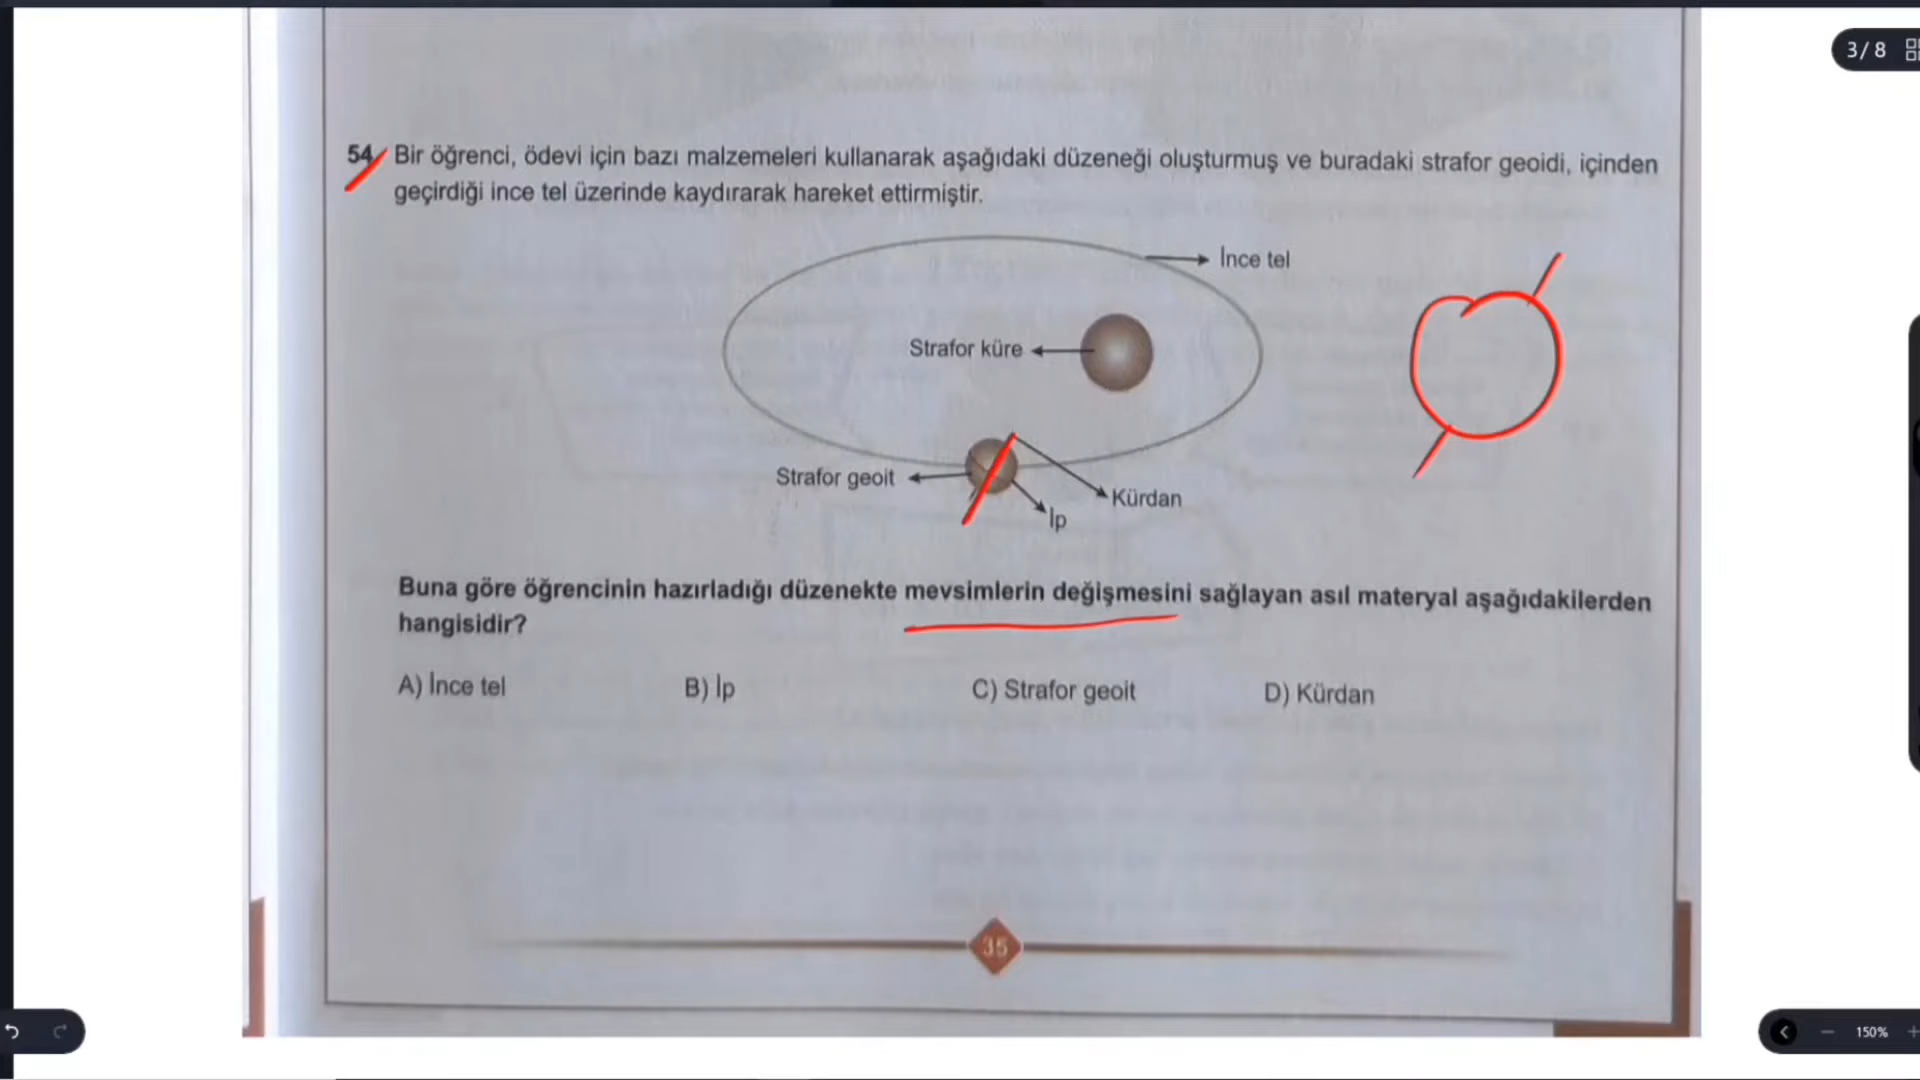 3/8
54. Bir öğrenci, ödevi için bazı malzemeleri kullanarak aşağıdaki düzeneği oluşturmuş ve buradaki strafor geoidi, içinden
geçirdiği ince tel üzerinde kaydırarak hareket ettirmiştir.
İnce tel
Strafor küre
Strafor geoit
Kürdan
İp
Buna göre öğrencinin hazırladığı düzenekte mevsimlerin değişmesini sağlayan asıl materyal aşağıdakilerden
hangisidir?
A) İnce tel B) İp C) Strafor geoit D) Kürdan
35
150%